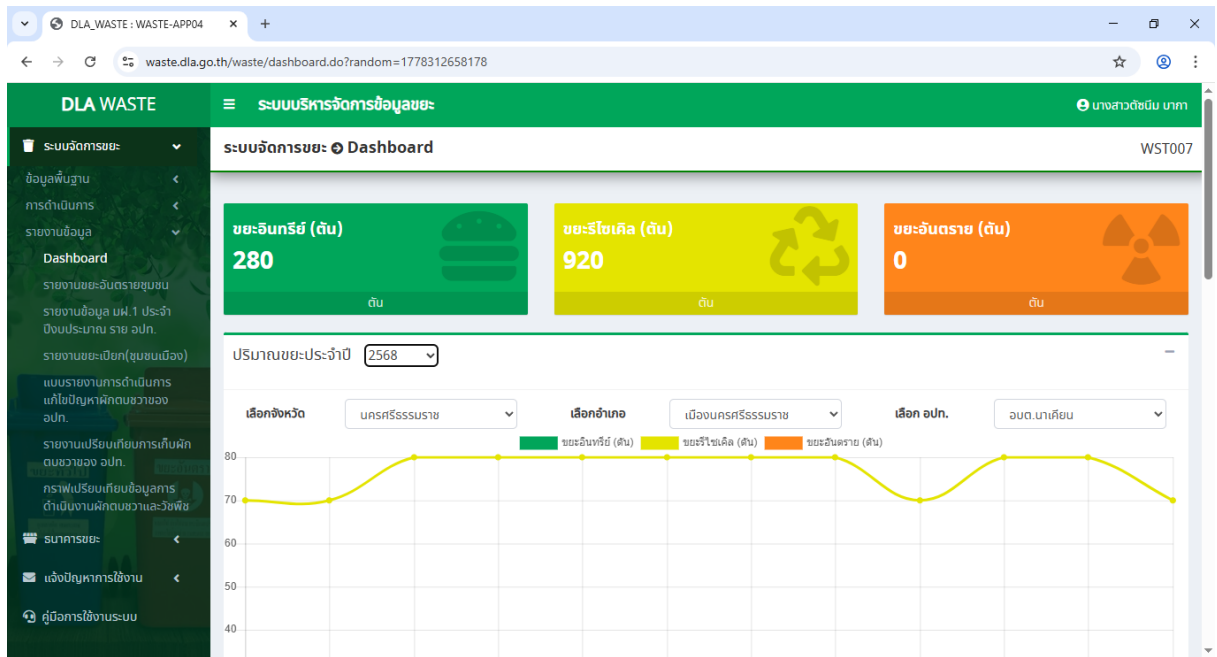 DLA_WASTE : WASTE-APP04
waste.dla.go.th/waste/dashboard.do?random=1778312658178
DLA WASTE
ระบบบริหารจัดการข้อมูลขยะ
นางสาวตัซนีม นากา
ระบบจัดการขยะ
ระบบจัดการขยะ Dashboard
WST007
ข้อมูลพื้นฐาน
การดำเนินการ
รายงานข้อมูล
Dashboard
รายงานขยะอันตรายชุมชน
รายงานข้อมูล มฝ.1 ประจำ
ปีงบประมาณ ราย อปท.
รายงานขยะเปียก(ชุมชนเมือง)
แบบรายงานการดำเนินการ
แก้ไขปัญหาผักตบชวาของ
อปท.
รายงานเปรียบเทียบการเก็บผัก
ตบชวาของ อปท.
กราฟเปรียบเทียบข้อมูลการ
ดำเนินงานผักตบชวาและวัชพืช
ธนาคารขยะ
แจ้งปัญหาการใช้งาน
คู่มือการใช้งานระบบ
ขยะอินทรีย์ (ตัน)
280
ตัน
ขยะรีไซเคิล (ตัน)
920
ตัน
ขยะอันตราย (ตัน)
0
ตัน
ปริมาณขยะประจำปี 2568
เลือกจังหวัด นครศรีธรรมราช เลือกอำเภอ เมืองนครศรีธรรมราช เลือก อปท. อบต.นาเคียน
ขยะอินทรีย์ (ตัน) ขยะรีไซเคิล (ตัน) ขยะอันตราย (ตัน)
80
70
60
50
40